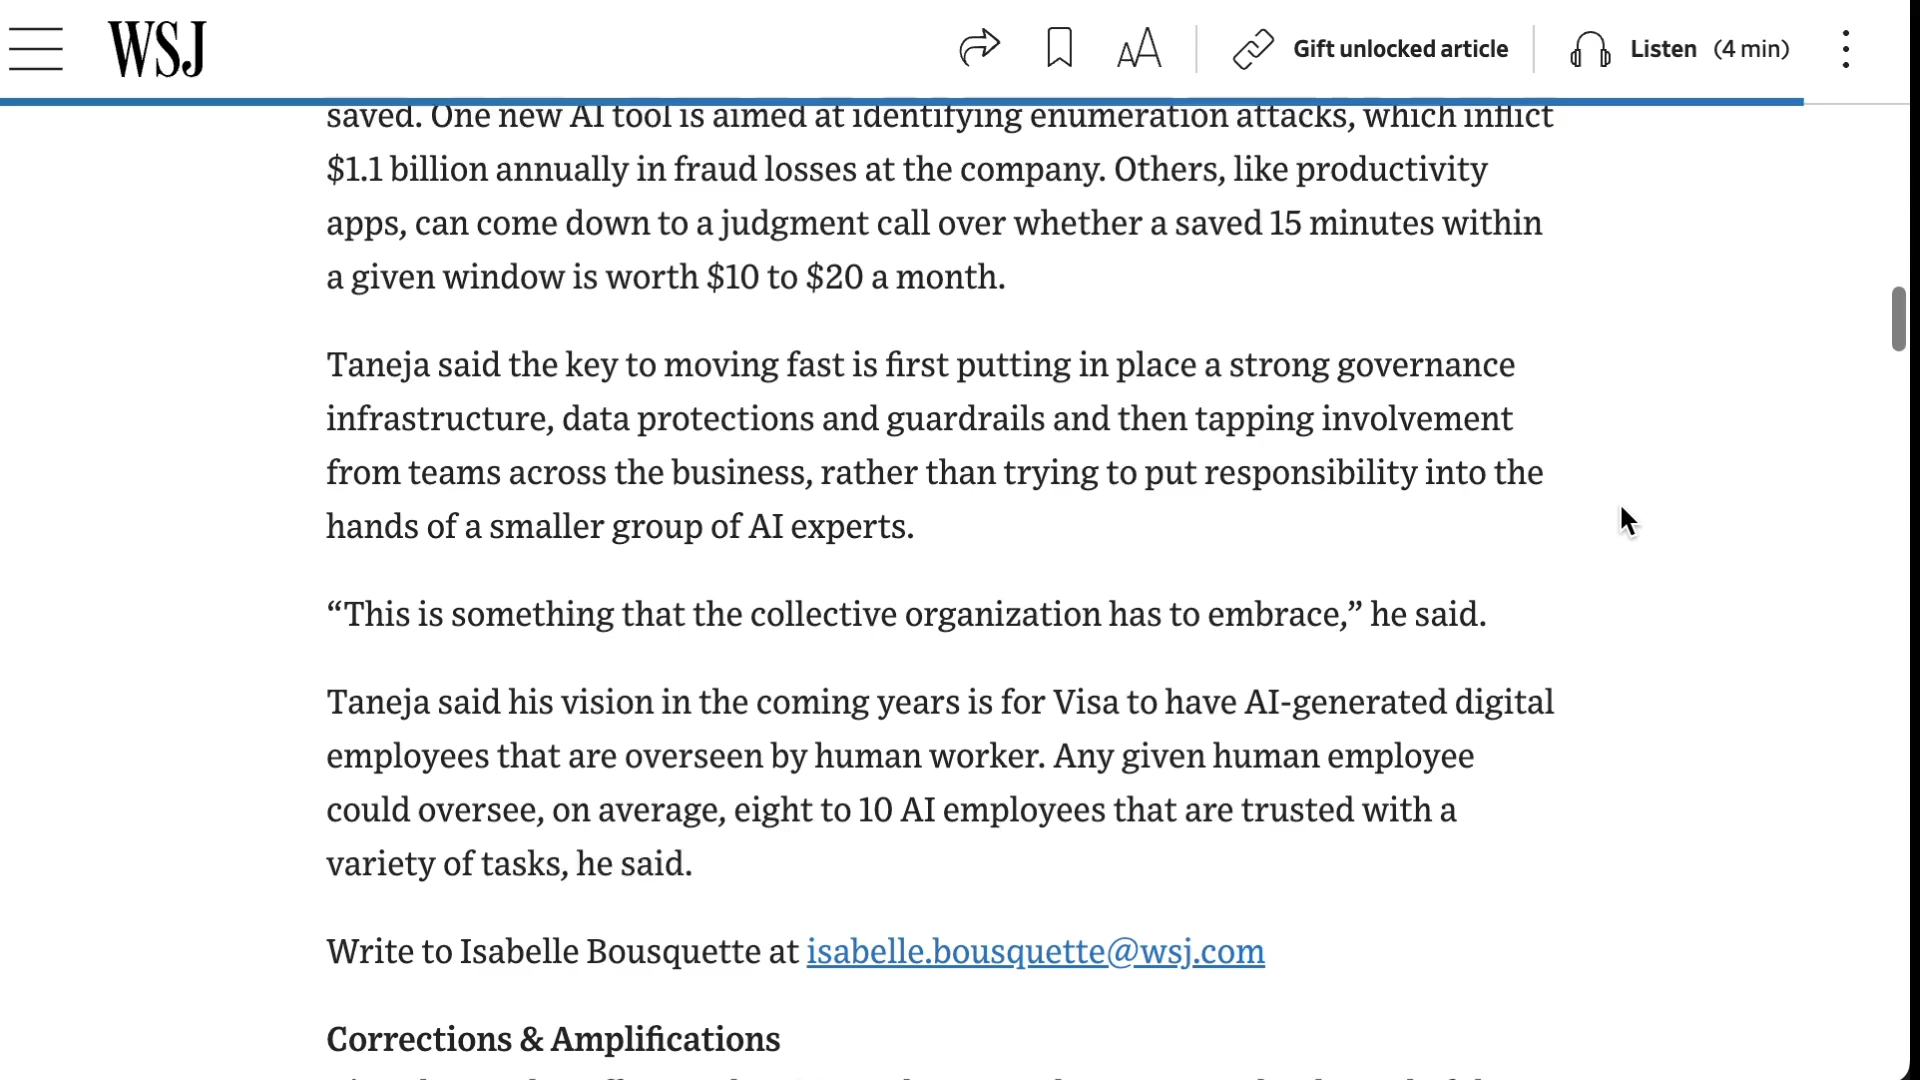 WSJ
Gift unlocked article
Listen (4 min)
saved. One new AI tool is aimed at identifying enumeration attacks, which inflict
$1.1 billion annually in fraud losses at the company. Others, like productivity
apps, can come down to a judgment call over whether a saved 15 minutes within
a given window is worth $10 to $20 a month.
Taneja said the key to moving fast is first putting in place a strong governance
infrastructure, data protections and guardrails and then tapping involvement
from teams across the business, rather than trying to put responsibility into the
hands of a smaller group of AI experts.
“This is something that the collective organization has to embrace,” he said.
Taneja said his vision in the coming years is for Visa to have AI-generated digital
employees that are overseen by human worker. Any given human employee
could oversee, on average, eight to 10 AI employees that are trusted with a
variety of tasks, he said.
Write to Isabelle Bousquette at isabelle.bousquette@wsj.com
Corrections & Amplifications